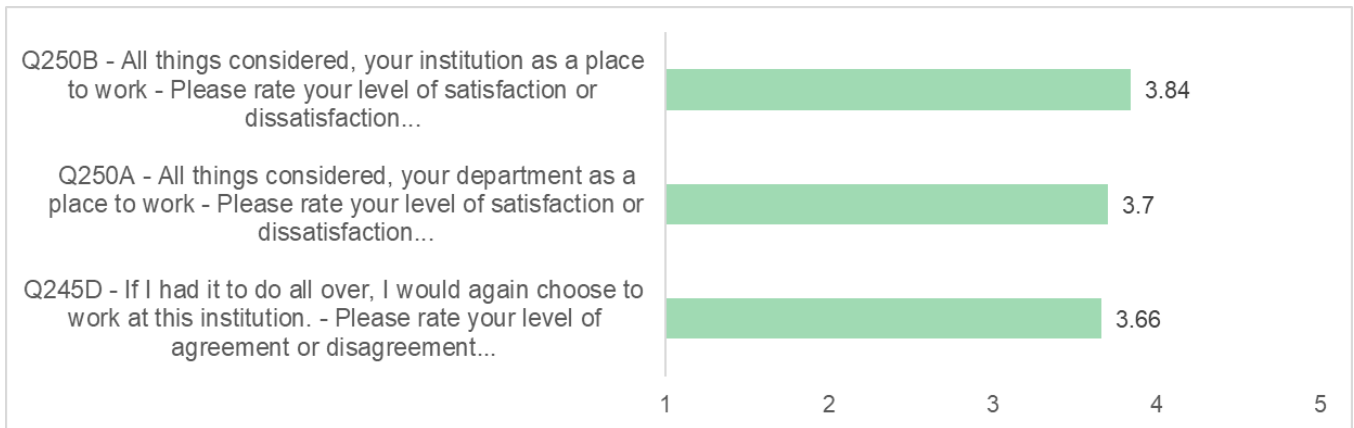 Q250B - All things considered, your institution as a place
to work - Please rate your level of satisfaction or
dissatisfaction...
3.84
Q250A - All things considered, your department as a
place to work - Please rate your level of satisfaction or
dissatisfaction...
3.7
Q245D - If I had it to do all over, I would again choose to
work at this institution. - Please rate your level of
agreement or disagreement...
3.66
1 2 3 4 5